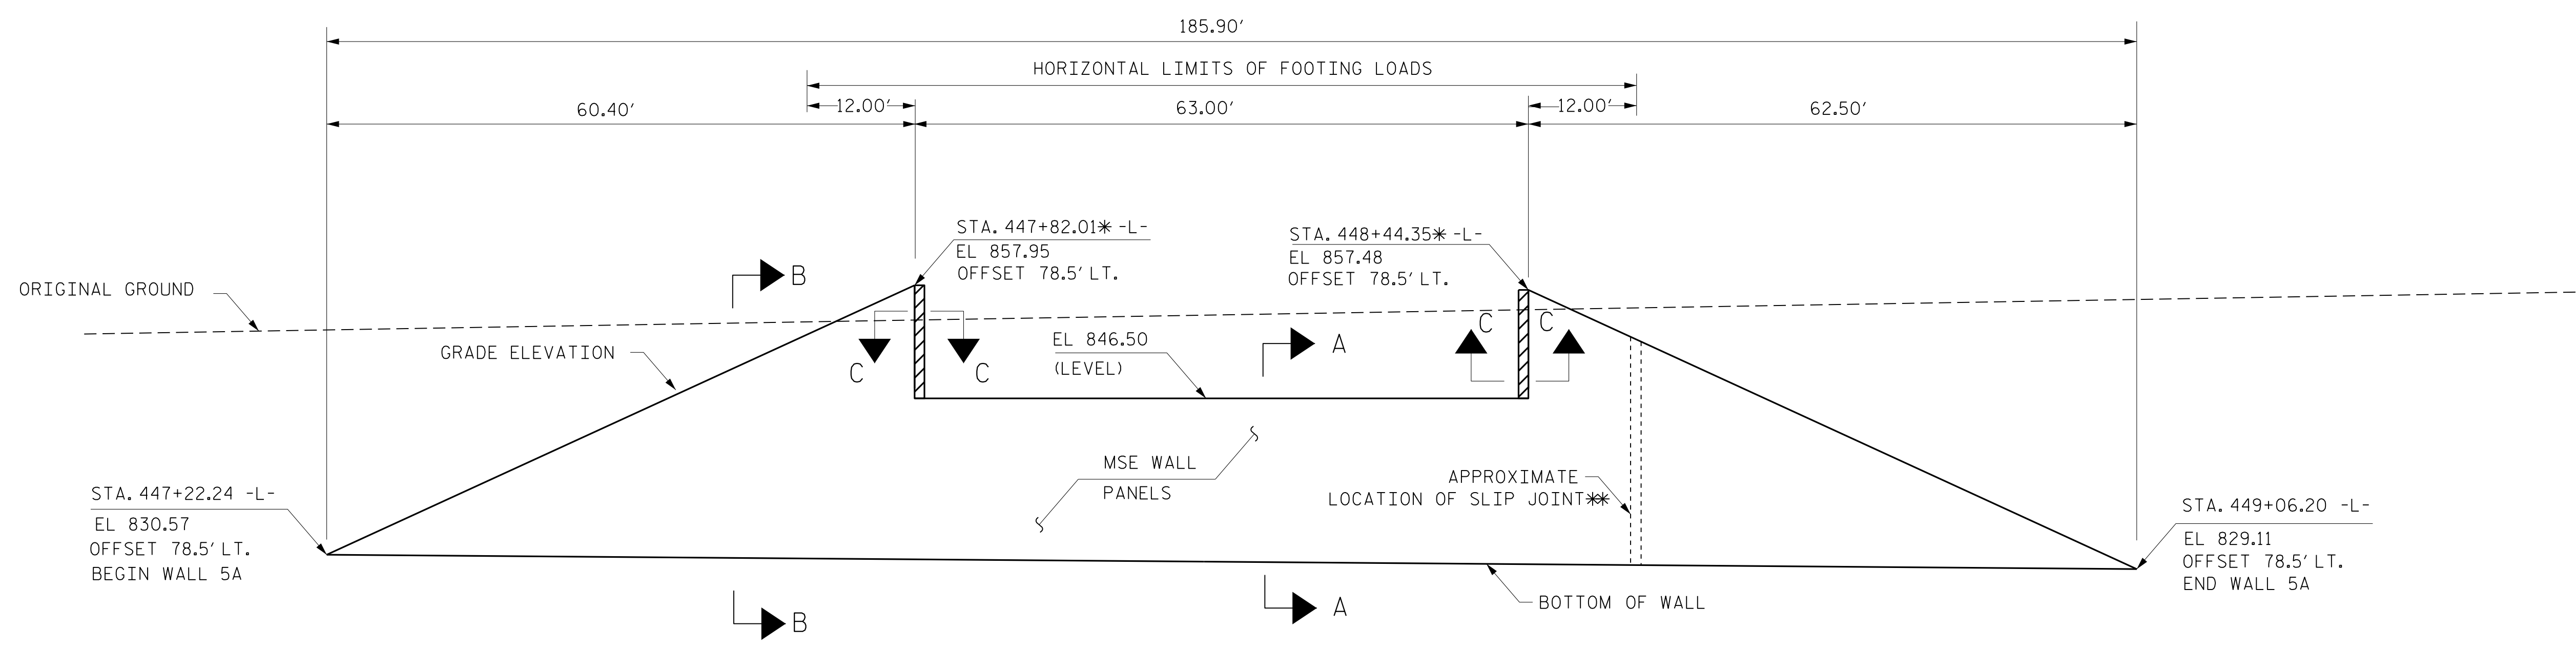 185.90'
HORIZONTAL LIMITS OF FOOTING LOADS
12.00'
12.00'
60.40'
63.00'
62.50'
STA. 447+82.01* -L-
EL 857.95
OFFSET 78.5' LT.
STA. 448+44.35* -L-
EL 857.48
OFFSET 78.5' LT.
B
ORIGINAL GROUND
C
C
GRADE ELEVATION
C
C
EL 846.50
(LEVEL)
A
MSE WALL
PANELS
APPROXIMATE
LOCATION OF SLIP JOINT**
STA. 447+22.24 -L-
EL 830.57
OFFSET 78.5' LT.
BEGIN WALL 5A
STA. 449+06.20 -L-
EL 829.11
OFFSET 78.5' LT.
END WALL 5A
B
A
BOTTOM OF WALL